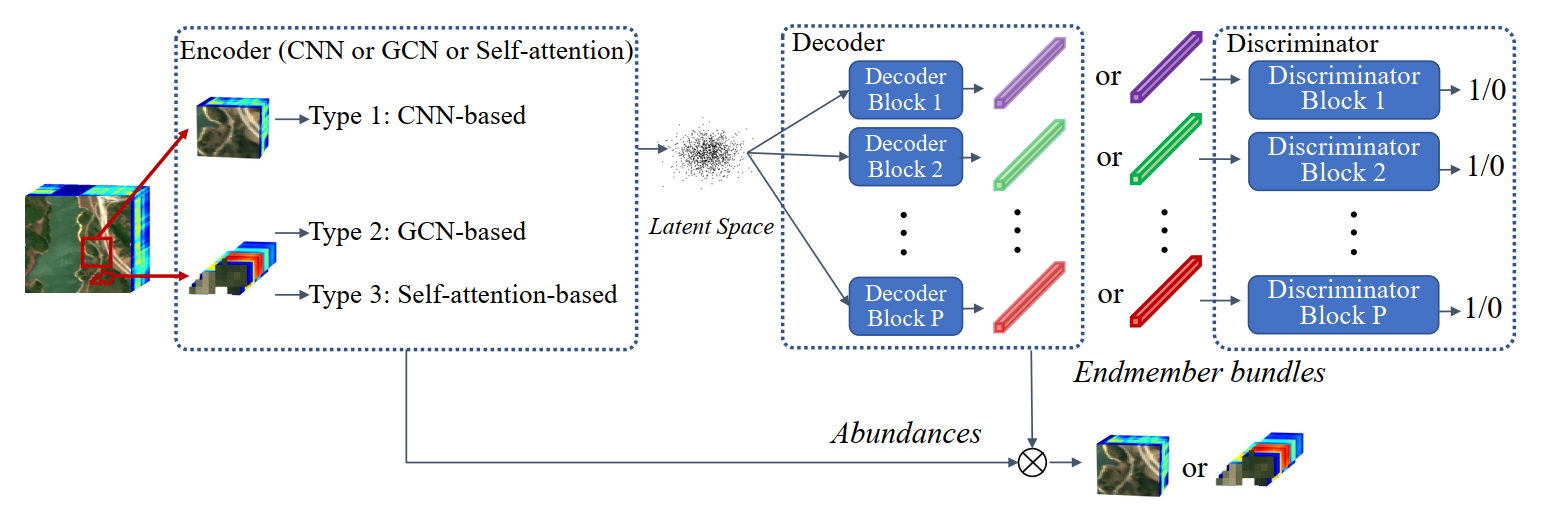 Encoder (CNN or GCN or Self-attention)
Type 1: CNN-based
Type 2: GCN-based
Type 3: Self-attention-based
Latent Space
Decoder
Decoder
Block 1
Decoder
Block 2
Decoder
Block P
or
or
or
Discriminator
Discriminator
Block 1
1/0
Discriminator
Block 2
1/0
Discriminator
Block P
1/0
Endmember bundles
Abundances
or